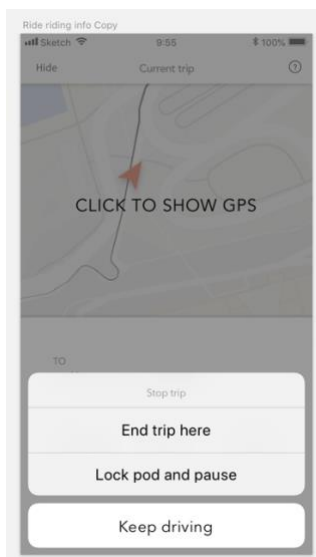 Ride riding info Copy
Sketch 9:55 100%
Hide Current trip ?
CLICK TO SHOW GPS
TO
Stop trip
End trip here
Lock pod and pause
Keep driving